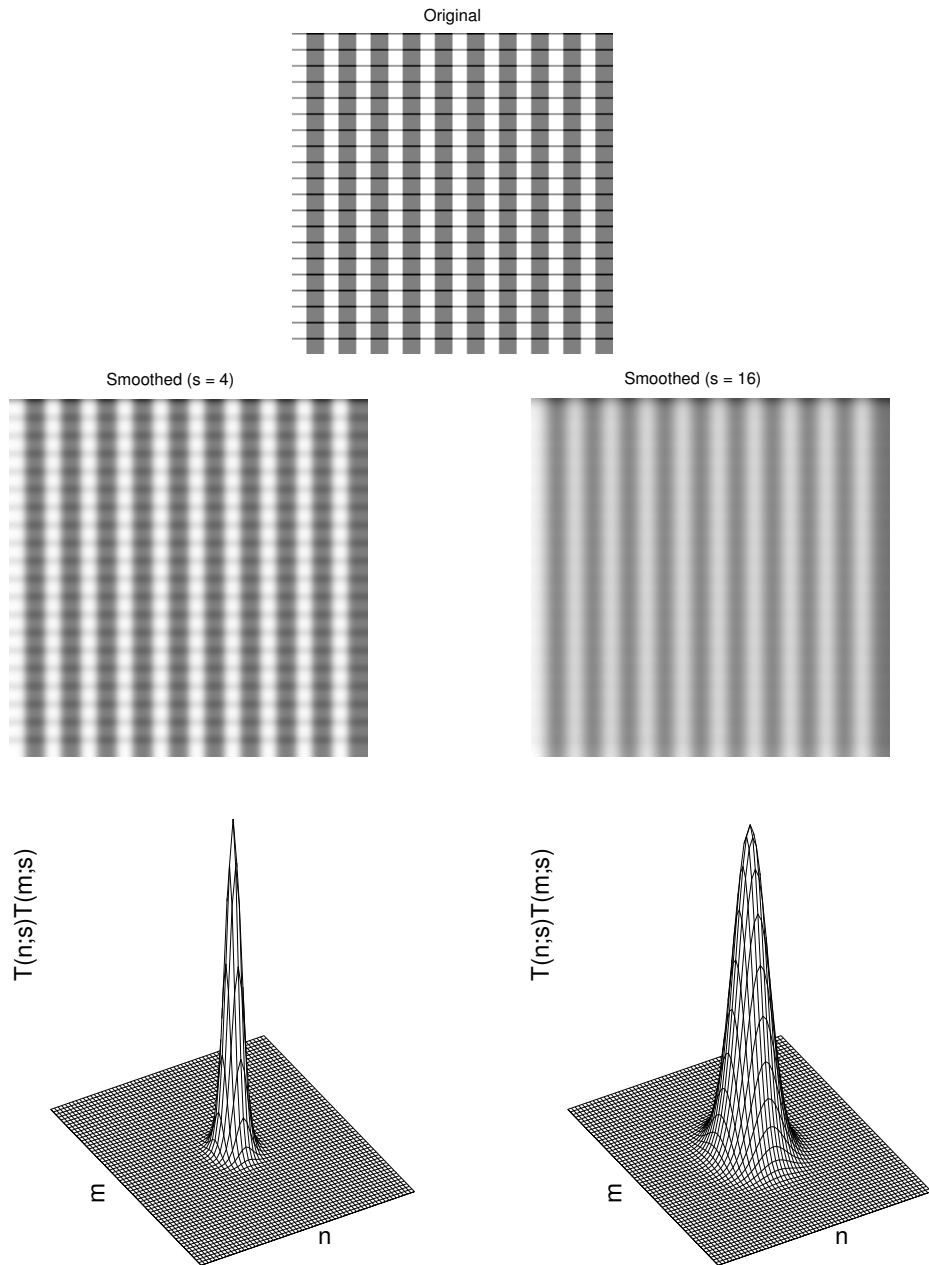 Original
Smoothed (s = 4)
Smoothed (s = 16)
T(n;s)T(m;s)
T(n;s)T(m;s)
m
n
m
n